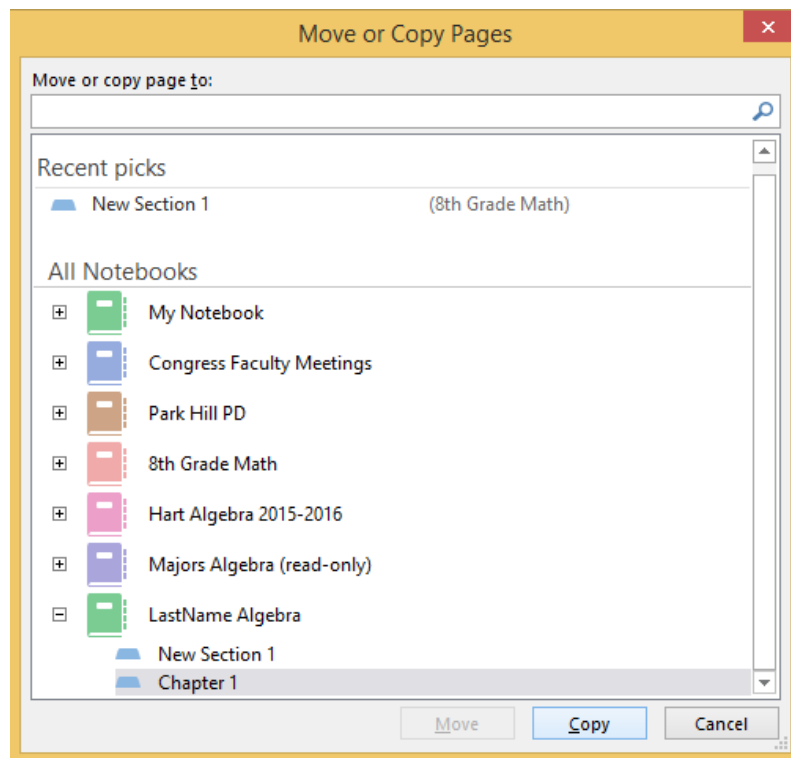 Move or Copy Pages
Move or copy page to:
Recent picks
New Section 1 (8th Grade Math)
All Notebooks
My Notebook
Congress Faculty Meetings
Park Hill PD
8th Grade Math
Hart Algebra 2015-2016
Majors Algebra (read-only)
LastName Algebra
New Section 1
Chapter 1
Move Copy Cancel